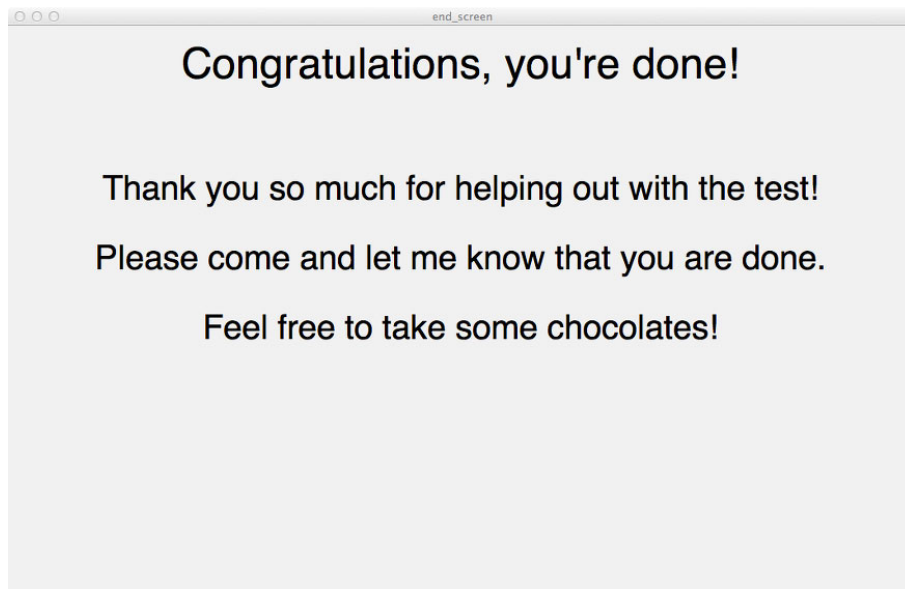 end_screen
Congratulations, you're done!
Thank you so much for helping out with the test!
Please come and let me know that you are done.
Feel free to take some chocolates!